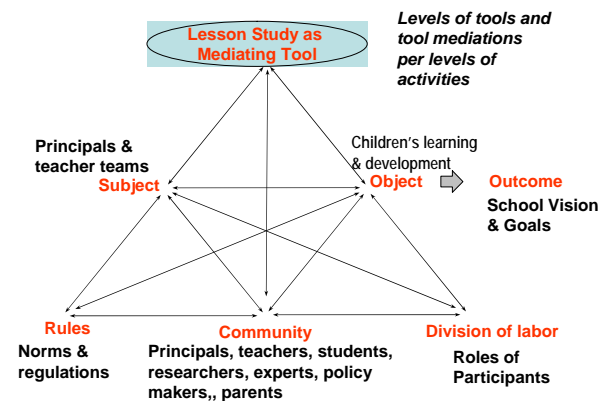 Lesson Study as
Mediating Tool
Levels of tools and
tool mediations
per levels of
activities
Principals &
teacher teams
Subject
Children's learning
& development
Object
Outcome
School Vision
& Goals
Rules
Norms &
regulations
Community
Principals, teachers, students,
researchers, experts, policy
makers,, parents
Division of labor
Roles of
Participants